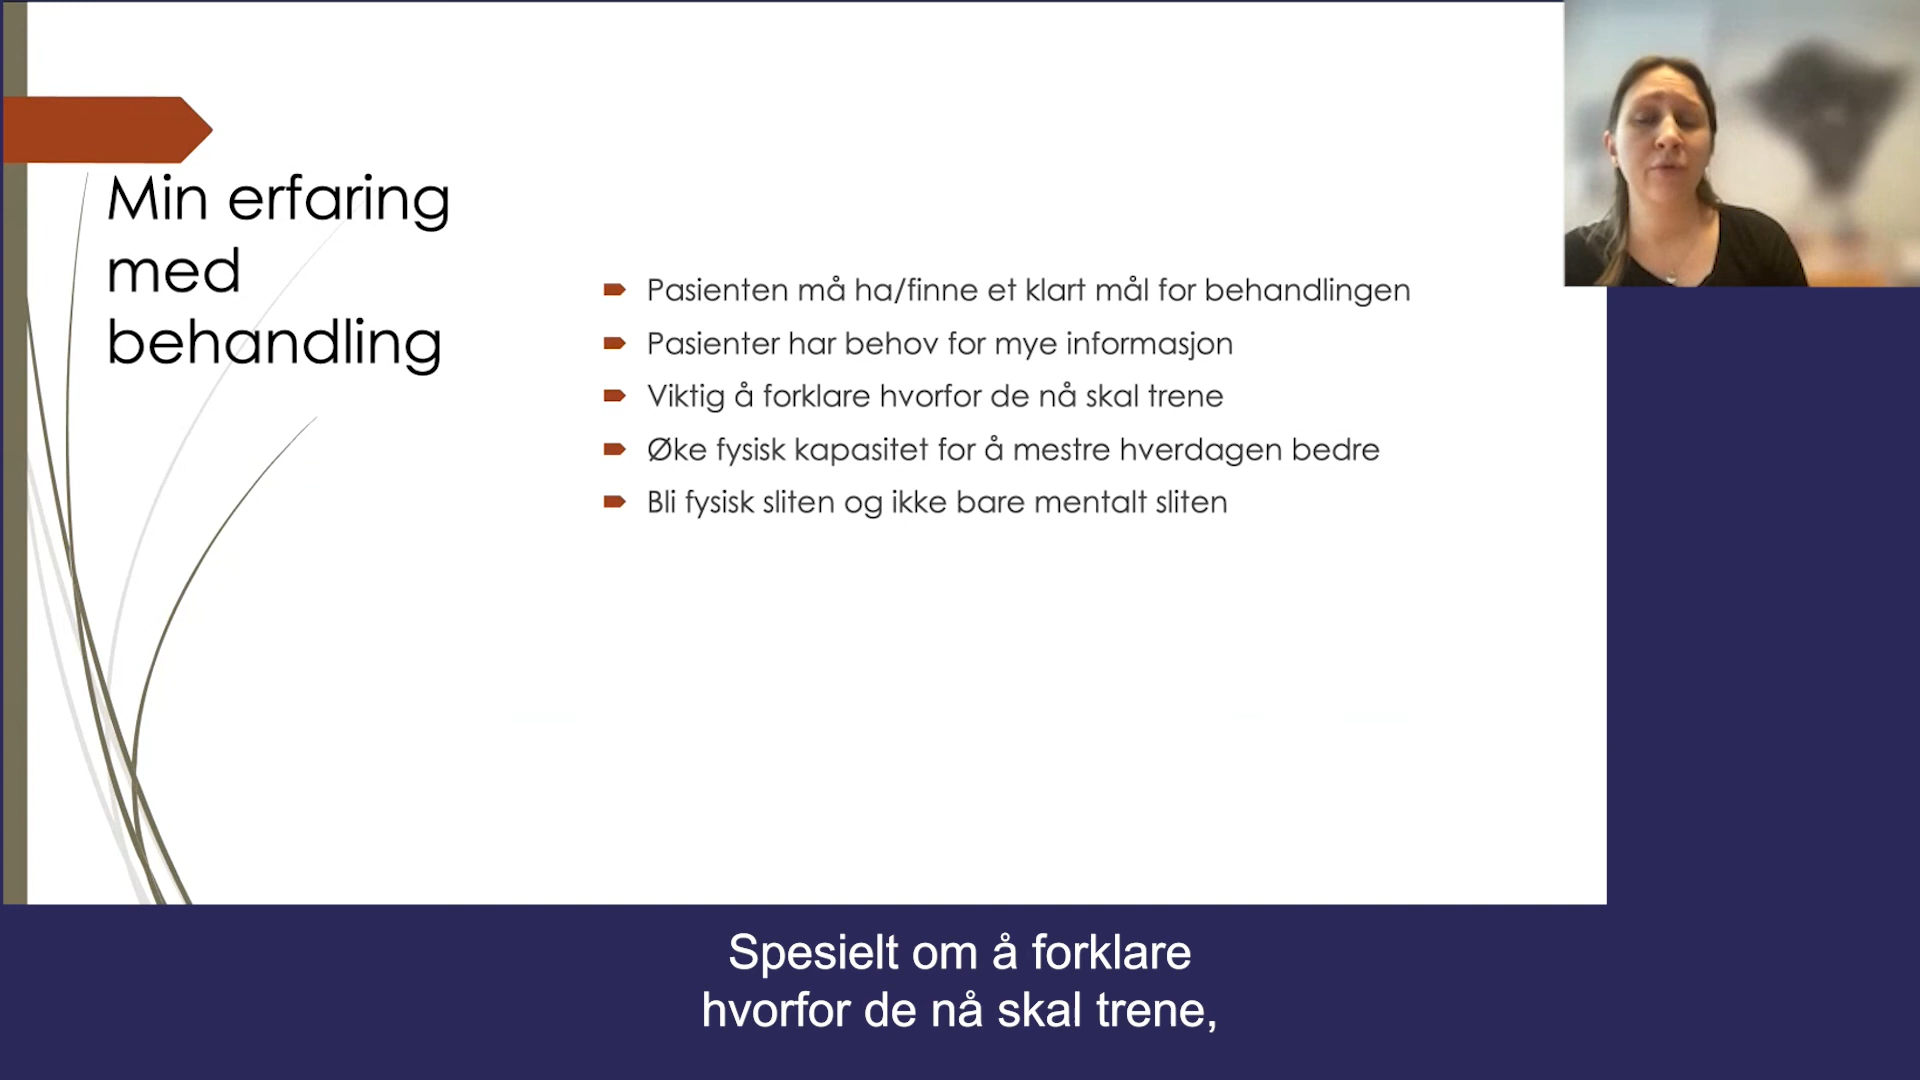 Min erfaring
med
behandling
Pasienten må ha/finne et klart mål for behandlingen
Pasienter har behov for mye informasjon
Viktig å forklare hvorfor de nå skal trene
Øke fysisk kapasitet for å mestre hverdagen bedre
Bli fysisk sliten og ikke bare mentalt sliten
Spesielt om å forklare
hvorfor de nå skal trene,